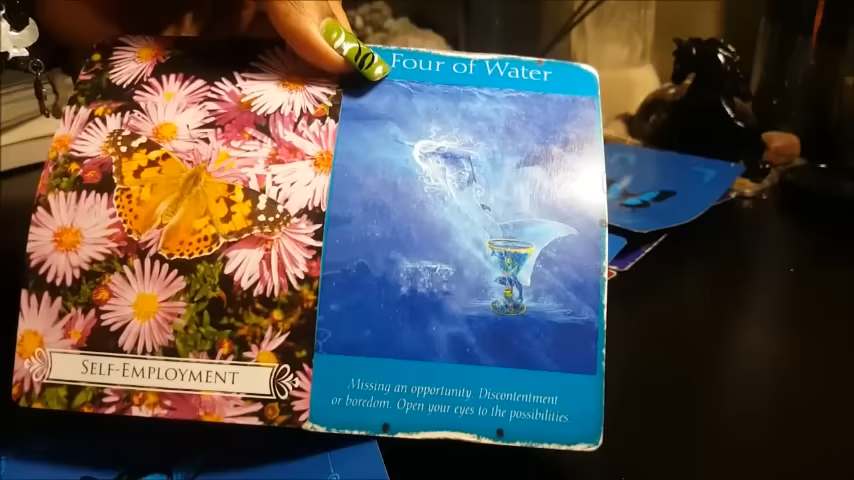 Four of Water
SELF-EMPLOYMENT
Missing an opportunity. Discontentment
or boredom. Open your eyes to the possibilities.